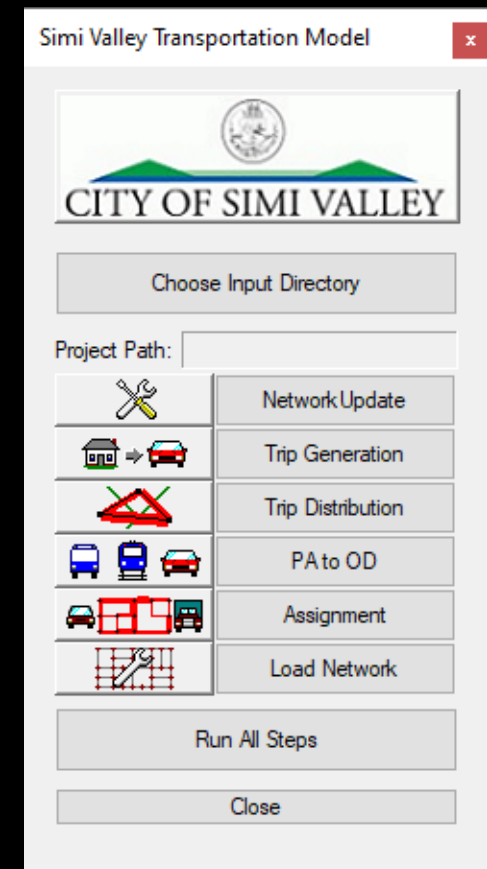 Simi Valley Transportation Model
x
CITY OF SIMI VALLEY
Choose Input Directory
Project Path:
Network Update
Trip Generation
Trip Distribution
PA to OD
Assignment
Load Network
Run All Steps
Close